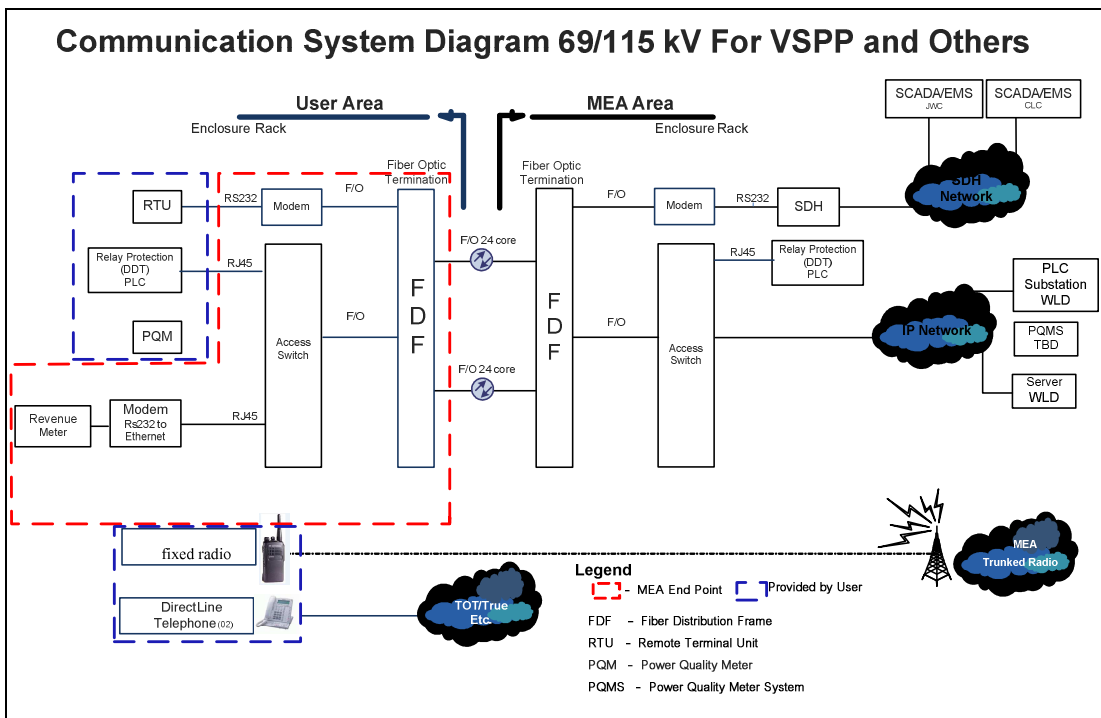 Communication System Diagram 69/115 kV For VSPP and Others
User Area
Enclosure Rack
MEA Area
Enclosure Rack
SCADA/EMS
JWC
SCADA/EMS
CLC
Fiber Optic
Termination
Fiber Optic
Termination
RTU
RS232
Modem
F/O
F/O
Modem
RS232
SDH
SDH
Network
Relay Protection
(DDT)
PLC
RJ45
F/O 24 core
RJ45
Relay Protection
(DDT)
PLC
PLC
Substation
WLD
F
D
F
F
D
F
PQM
Access
Switch
F/O
F/O
Access
Switch
IP Network
PQMS
TBD
F/O 24 core
Server
WLD
Revenue
Meter
Modem
Rs232 to
Ethernet
RJ45
fixed radio
MEA
Trunked Radio
DirectLine
Telephone (02)
TOT/True
Etc.
Legend
- MEA End Point
Provided by User
FDF – Fiber Distribution Frame
RTU – Remote Terminal Unit
PQM – Power Quality Meter
PQMS – Power Quality Meter System